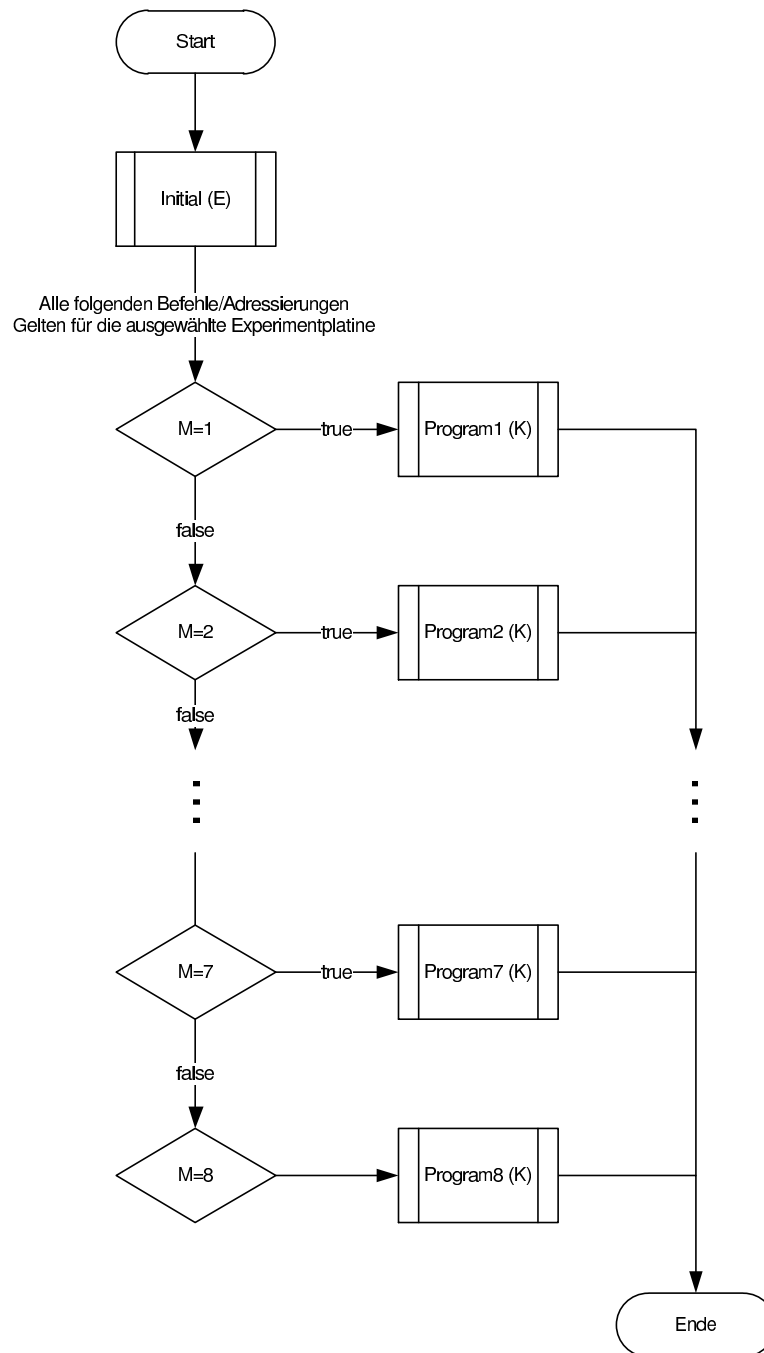 Start
Initial (E)
Alle folgenden Befehle/Adressierungen
Gelten für die ausgewählte Experimentplatine
M=1
true
Program1 (K)
false
M=2
true
Program2 (K)
false
M=7
true
Program7 (K)
false
M=8
Program8 (K)
Ende